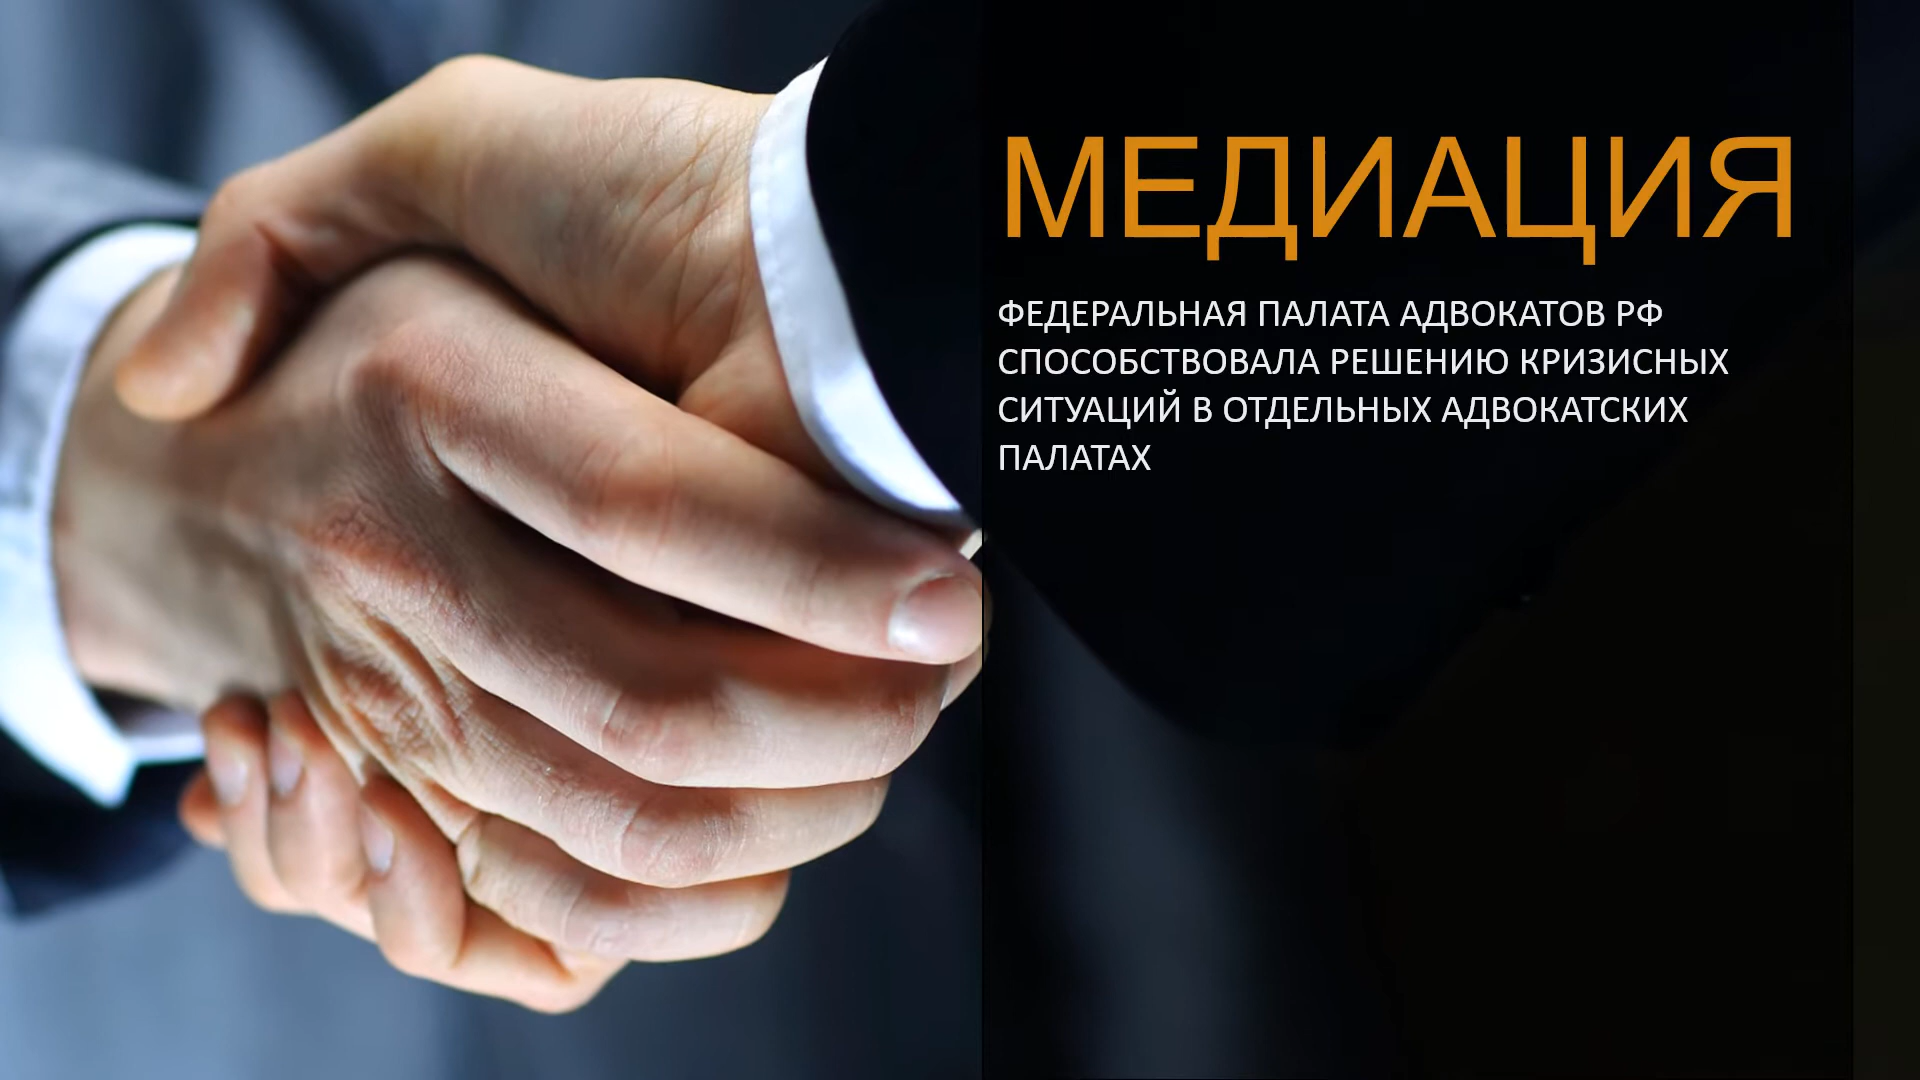 МЕДИАЦИЯ
ФЕДЕРАЛЬНАЯ ПАЛАТА АДВОКАТОВ РФ
СПОСОБСТВОВАЛА РЕШЕНИЮ КРИЗИСНЫХ
СИТУАЦИЙ В ОТДЕЛЬНЫХ АДВОКАТСКИХ
ПАЛАТАХ